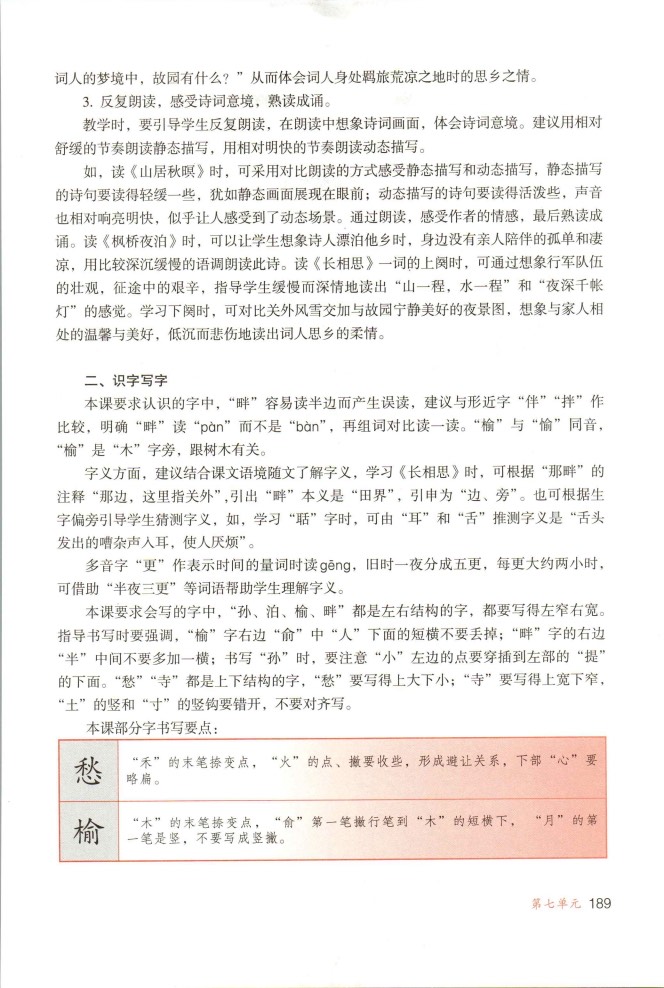 词人的梦境中，故园有什么？”从而体会词人身处羁旅荒凉之地时的思乡之情。
3. 反复朗读，感受诗词意境，熟读成诵。
教学时，要引导学生反复朗读，在朗读中想象诗词画面，体会诗词意境。建议用相对
舒缓的节奏朗读静态描写，用相对明快的节奏朗读动态描写。
如，读《山居秋暝》时，可采用对比朗读的方式感受静态描写和动态描写，静态描写
的诗句要读得轻缓一些，犹如静态画面展现在眼前；动态描写的诗句要读得活泼些，声音
也相对响亮明快，似乎让人感受到了动态场景。通过朗读，感受作者的情感，最后熟读成
诵。读《枫桥夜泊》时，可以让学生想象诗人漂泊他乡时，身边没有亲人陪伴的孤单和凄
凉，用比较深沉缓慢的语调朗读此诗。读《长相思》一词的上阕时，可通过想象行军队伍
的壮观，征途中的艰辛，指导学生缓慢而深情地读出“山一程，水一程”和“夜深千帐
灯”的感觉。学习下阕时，可对比关外风雪交加与故园宁静美好的夜景图，想象与家人相
处的温馨与美好，低沉而悲伤地读出词人思乡的柔情。
二、识字写字
本课要求认识的字中，“畔”容易读半边而产生误读，建议与形近字“伴”“拌”作
比较，明确“畔”读“pàn”而不是“bàn”，再组词对比读一读。“榆”与“愉”同音，
“榆”是“木”字旁，跟树木有关。
字义方面，建议结合课文语境随文了解字义，学习《长相思》时，可根据“那畔”的
注释“那边，这里指关外”，引出“畔”本义是“田界”，引申为“边、旁”。也可根据生
字偏旁引导学生猜测字义，如，学习“聒”字时，可由“耳”和“舌”推测字义是“舌头
发出的嘈杂声入耳，使人厌烦”。
多音字“更”作表示时间的量词时读gēng，旧时一夜分成五更，每更大约两小时，
可借助“半夜三更”等词语帮助学生理解字义。
本课要求会写的字中，“孙、泊、榆、畔”都是左右结构的字，都要写得左窄右宽。
指导书写时要强调，“榆”字右边“俞”中“人”下面的短横不要丢掉；“畔”字的右边
“半”中间不要多加一横；书写“孙”时，要注意“小”左边的点要穿插到左部的“提”
的下面。“愁”“寺”都是上下结构的字，“愁”要写得上大下小；“寺”要写得上宽下窄，
“土”的竖和“寸”的竖钩要错开，不要对齐写。
本课部分字书写要点：
愁
“禾”的末笔捺变点，“火”的点、撇要收些，形成避让关系，下部“心”要
略扁。
榆
“木”的末笔捺变点，“俞”第一笔撇行笔到“木”的短横下，“月”的第
一笔是竖，不要写成竖撇。
第七单元 189